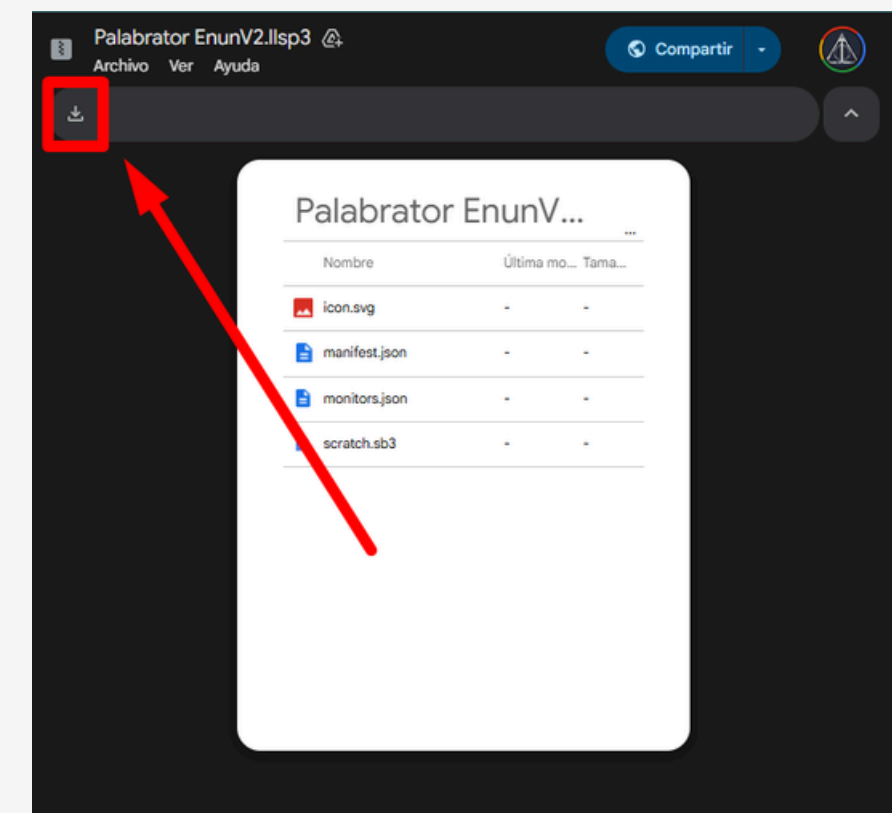 Palabrator EnunV2.llsp3
Archivo Ver Ayuda
Compartir
Palabrator EnunV...
...
Nombre Última mo... Tama...
icon.svg - -
manifest.json - -
monitors.json - -
scratch.sb3 - -